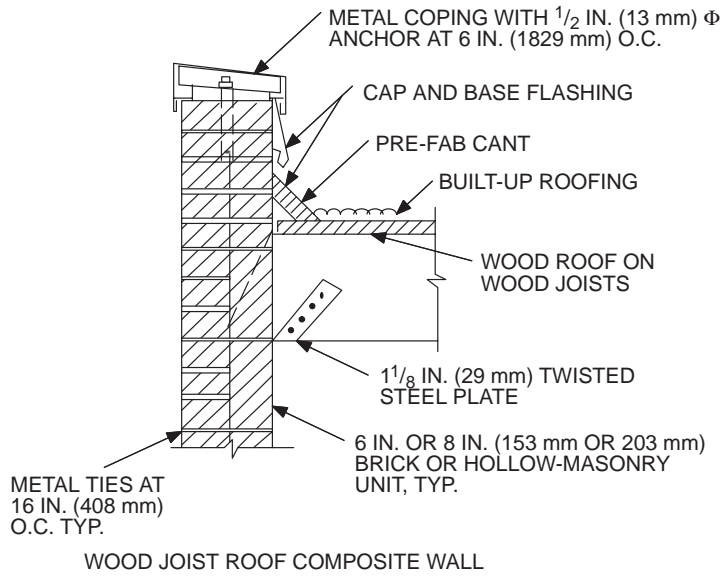 METAL COPING WITH 1/2 IN. (13 mm) Φ
ANCHOR AT 6 IN. (1829 mm) O.C.
CAP AND BASE FLASHING
PRE-FAB CANT
BUILT-UP ROOFING
WOOD ROOF ON
WOOD JOISTS
1 1/8 IN. (29 mm) TWISTED
STEEL PLATE
6 IN. OR 8 IN. (153 mm OR 203 mm)
BRICK OR HOLLOW-MASONRY
UNIT, TYP.
METAL TIES AT
16 IN. (408 mm)
O.C. TYP.
WOOD JOIST ROOF COMPOSITE WALL